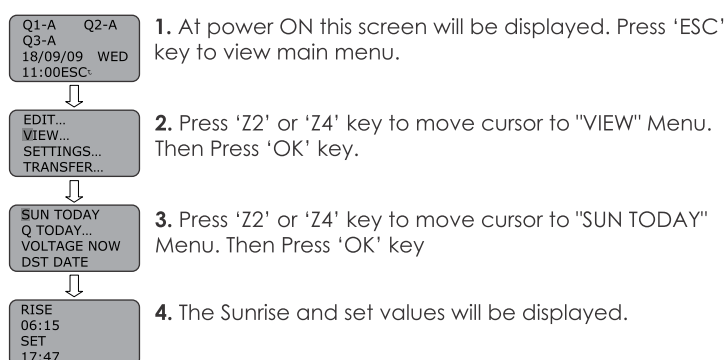 Q1-A Q2-A
Q3-A
18/09/09 WED
11:00ESC
1. At power ON this screen will be displayed. Press ‘ESC’
key to view main menu.
EDIT...
VIEW...
SETTINGS...
TRANSFER...
2. Press ‘Z2’ or ‘Z4’ key to move cursor to "VIEW" Menu.
Then Press ‘OK’ key.
SUN TODAY
Q TODAY...
VOLTAGE NOW
DST DATE
3. Press ‘Z2’ or ‘Z4’ key to move cursor to "SUN TODAY"
Menu. Then Press ‘OK’ key
RISE
06:15
SET
17:47
4. The Sunrise and set values will be displayed.